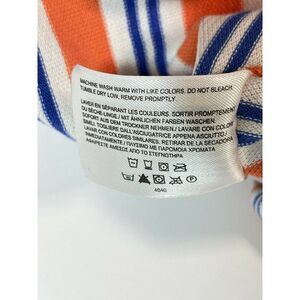 MACHINE WASH WARM WITH LIKE COLORS. DO NOT BLEACH
TUMBLE DRY LOW, REMOVE PROMPTLY.
LAVER EN SÉPARANT LES COULEURS. SORTIR PROMPTEMENT
DU SÈCHE-LINGE / MIT ÄHNLICHEN FARBEN WASCHEN
SOFORT AUS DEM TROCKNER NEHMEN / LAVARE CON COLORI
SIMILI. TOGLIERE DALL'ASCIUGATRICE APPENA ASCIUTTO /
LAVAR CON COLORES SIMILARES. RETIRAR DE LA SECADORA
INMEDIATAMENTE / ΠΛΥΣΙΜΟ ΜΕ ΠΑΡΟΜΟΙΑ ΧΡΩΜΑΤΑ
ΑΦΑΙΡΕΣΤΕ ΑΜΕΣΩΣ ΑΠΟ ΤΟ ΣΤΕΓΝΩΤΗΡΑ
4040